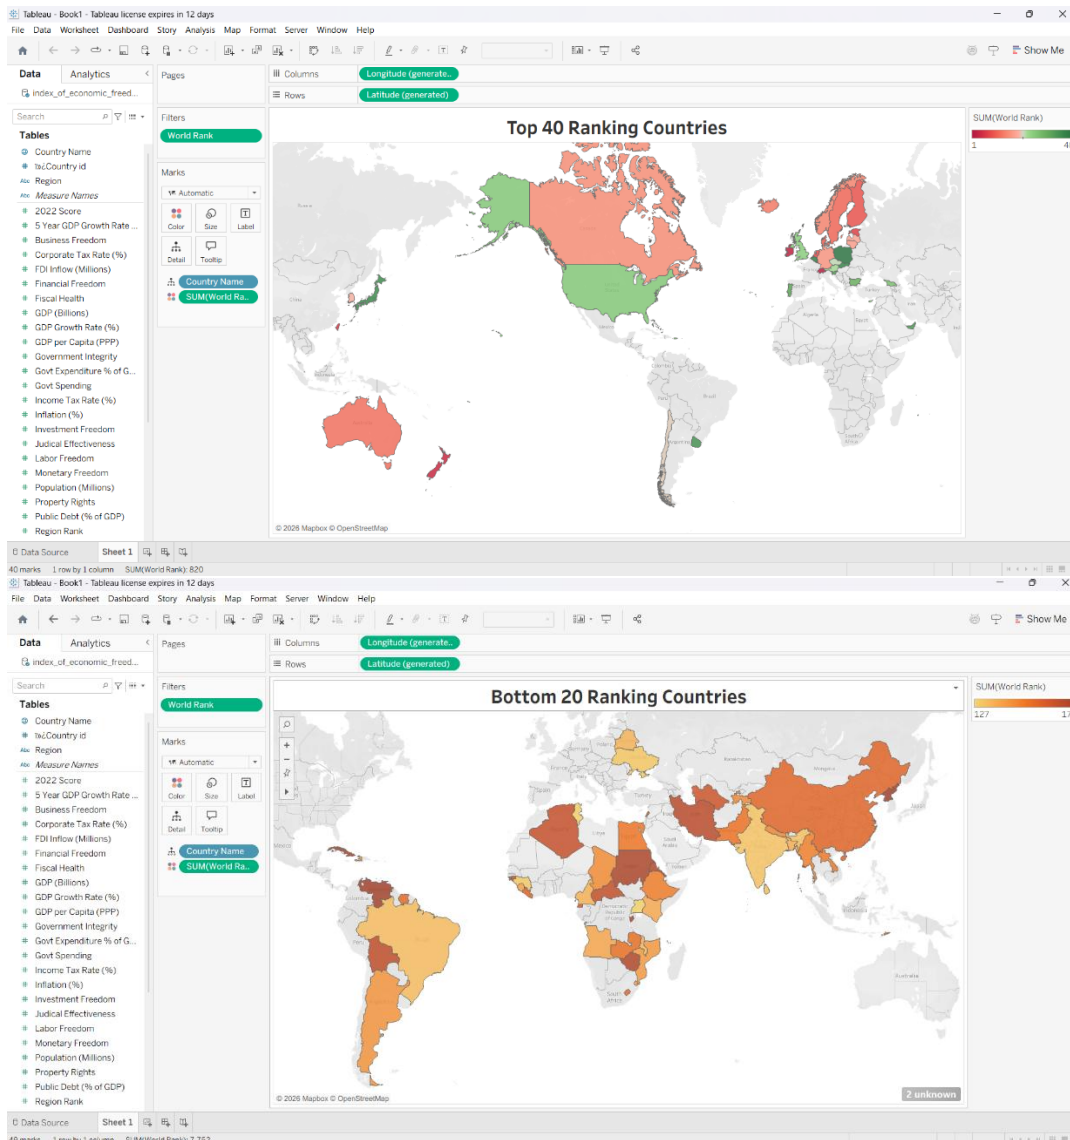 Tableau - Book1 - Tableau license expires in 12 days
File Data Worksheet Dashboard Story Analysis Map Format Server Window Help
Show Me
Data Analytics
Pages
Columns Longitude (generate..
index_of_economic_freed...
Rows Latitude (generated)
Search
Filters
World Rank
Top 40 Ranking Countries
SUM(World Rank)
1 40
Tables
Country Name
Country id
Abc Region
Abc Measure Names
2022 Score
5 Year GDP Growth Rate ...
Business Freedom
Corporate Tax Rate (%)
FDI Inflow (Millions)
Financial Freedom
Fiscal Health
GDP (Billions)
GDP Growth Rate (%)
GDP per Capita (PPP)
Government Integrity
Govt Expenditure % of G...
Govt Spending
Income Tax Rate (%)
Inflation (%)
Investment Freedom
Judical Effectiveness
Labor Freedom
Monetary Freedom
Population (Millions)
Property Rights
Public Debt (% of GDP)
Region Rank
Marks
Automatic
Color Size Label
Detail Tooltip
Country Name
SUM(World Ra..
© 2026 Mapbox © OpenStreetMap
Data Source Sheet 1
40 marks 1 row by 1 column SUM(World Rank): 820
Tableau - Book1 - Tableau license expires in 12 days
File Data Worksheet Dashboard Story Analysis Map Format Server Window Help
Show Me
Data Analytics
Pages
Columns Longitude (generate..
index_of_economic_freed...
Rows Latitude (generated)
Search
Filters
World Rank
Bottom 20 Ranking Countries
SUM(World Rank)
127
Tables
Country Name
Country id
Abc Region
Abc Measure Names
2022 Score
5 Year GDP Growth Rate ...
Business Freedom
Corporate Tax Rate (%)
FDI Inflow (Millions)
Financial Freedom
Fiscal Health
GDP (Billions)
GDP Growth Rate (%)
GDP per Capita (PPP)
Government Integrity
Govt Expenditure % of G...
Govt Spending
Income Tax Rate (%)
Inflation (%)
Investment Freedom
Judical Effectiveness
Labor Freedom
Monetary Freedom
Population (Millions)
Property Rights
Public Debt (% of GDP)
Region Rank
Marks
Automatic
Color Size Label
Detail Tooltip
Country Name
SUM(World Ra..
Australia
© 2026 Mapbox © OpenStreetMap
2 unknown
Data Source Sheet 1